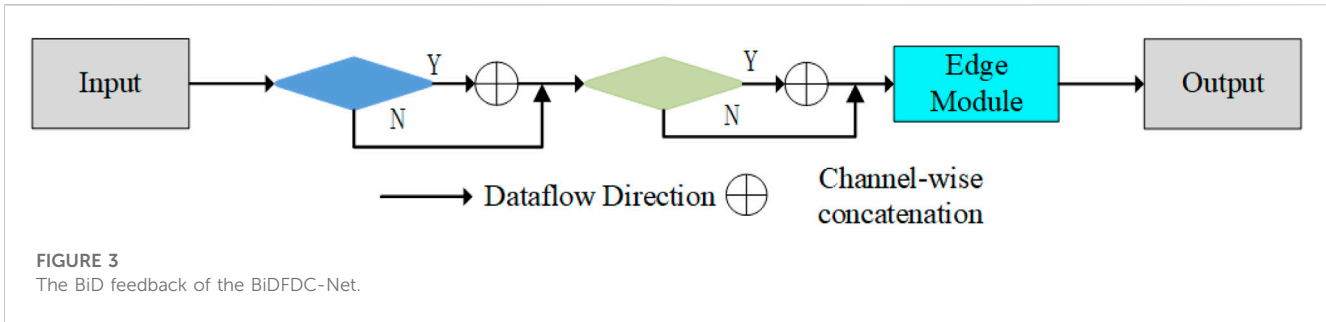 Input
Y
N
Y
N
Edge
Module
Output
Dataflow Direction
Channel-wise
concatenation
FIGURE 3
The BiD feedback of the BiDFDC-Net.